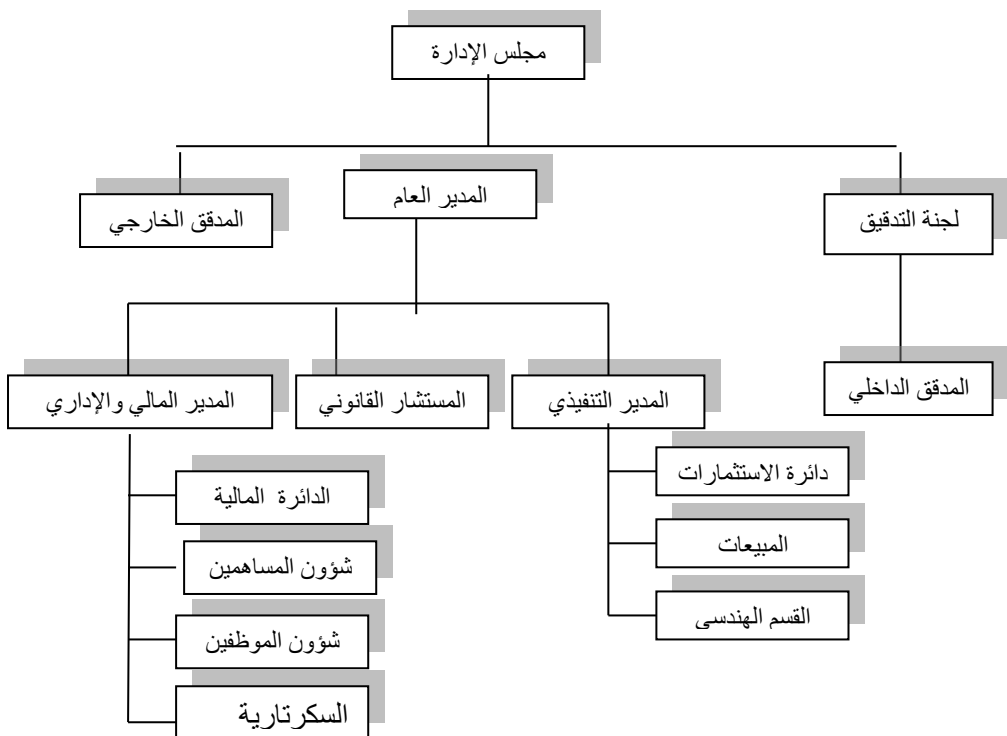 مجلس الإدارة
لجنة التدقيق
المدير العام
المدقق الخارجي
المدقق الداخلي
المدير التنفيذي
المستشار القانوني
المدير المالي والإداري
دائرة الاستثمارات
المبيعات
القسم الهندسي
الدائرة المالية
شؤون المساهمين
شؤون الموظفين
السكرتارية